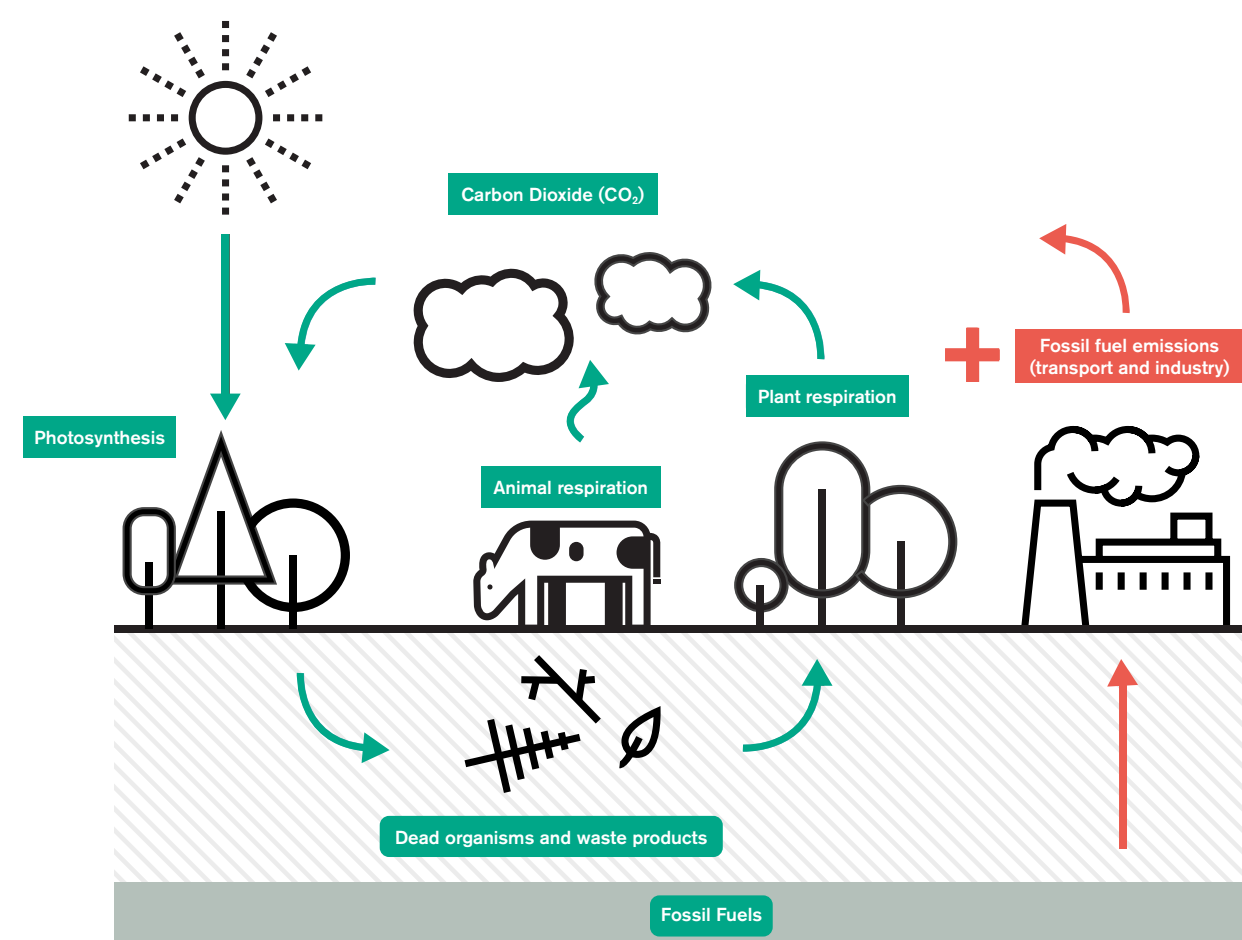 Carbon Dioxide (CO₂)
Fossil fuel emissions
(transport and industry)
Plant respiration
Photosynthesis
Animal respiration
Dead organisms and waste products
Fossil Fuels